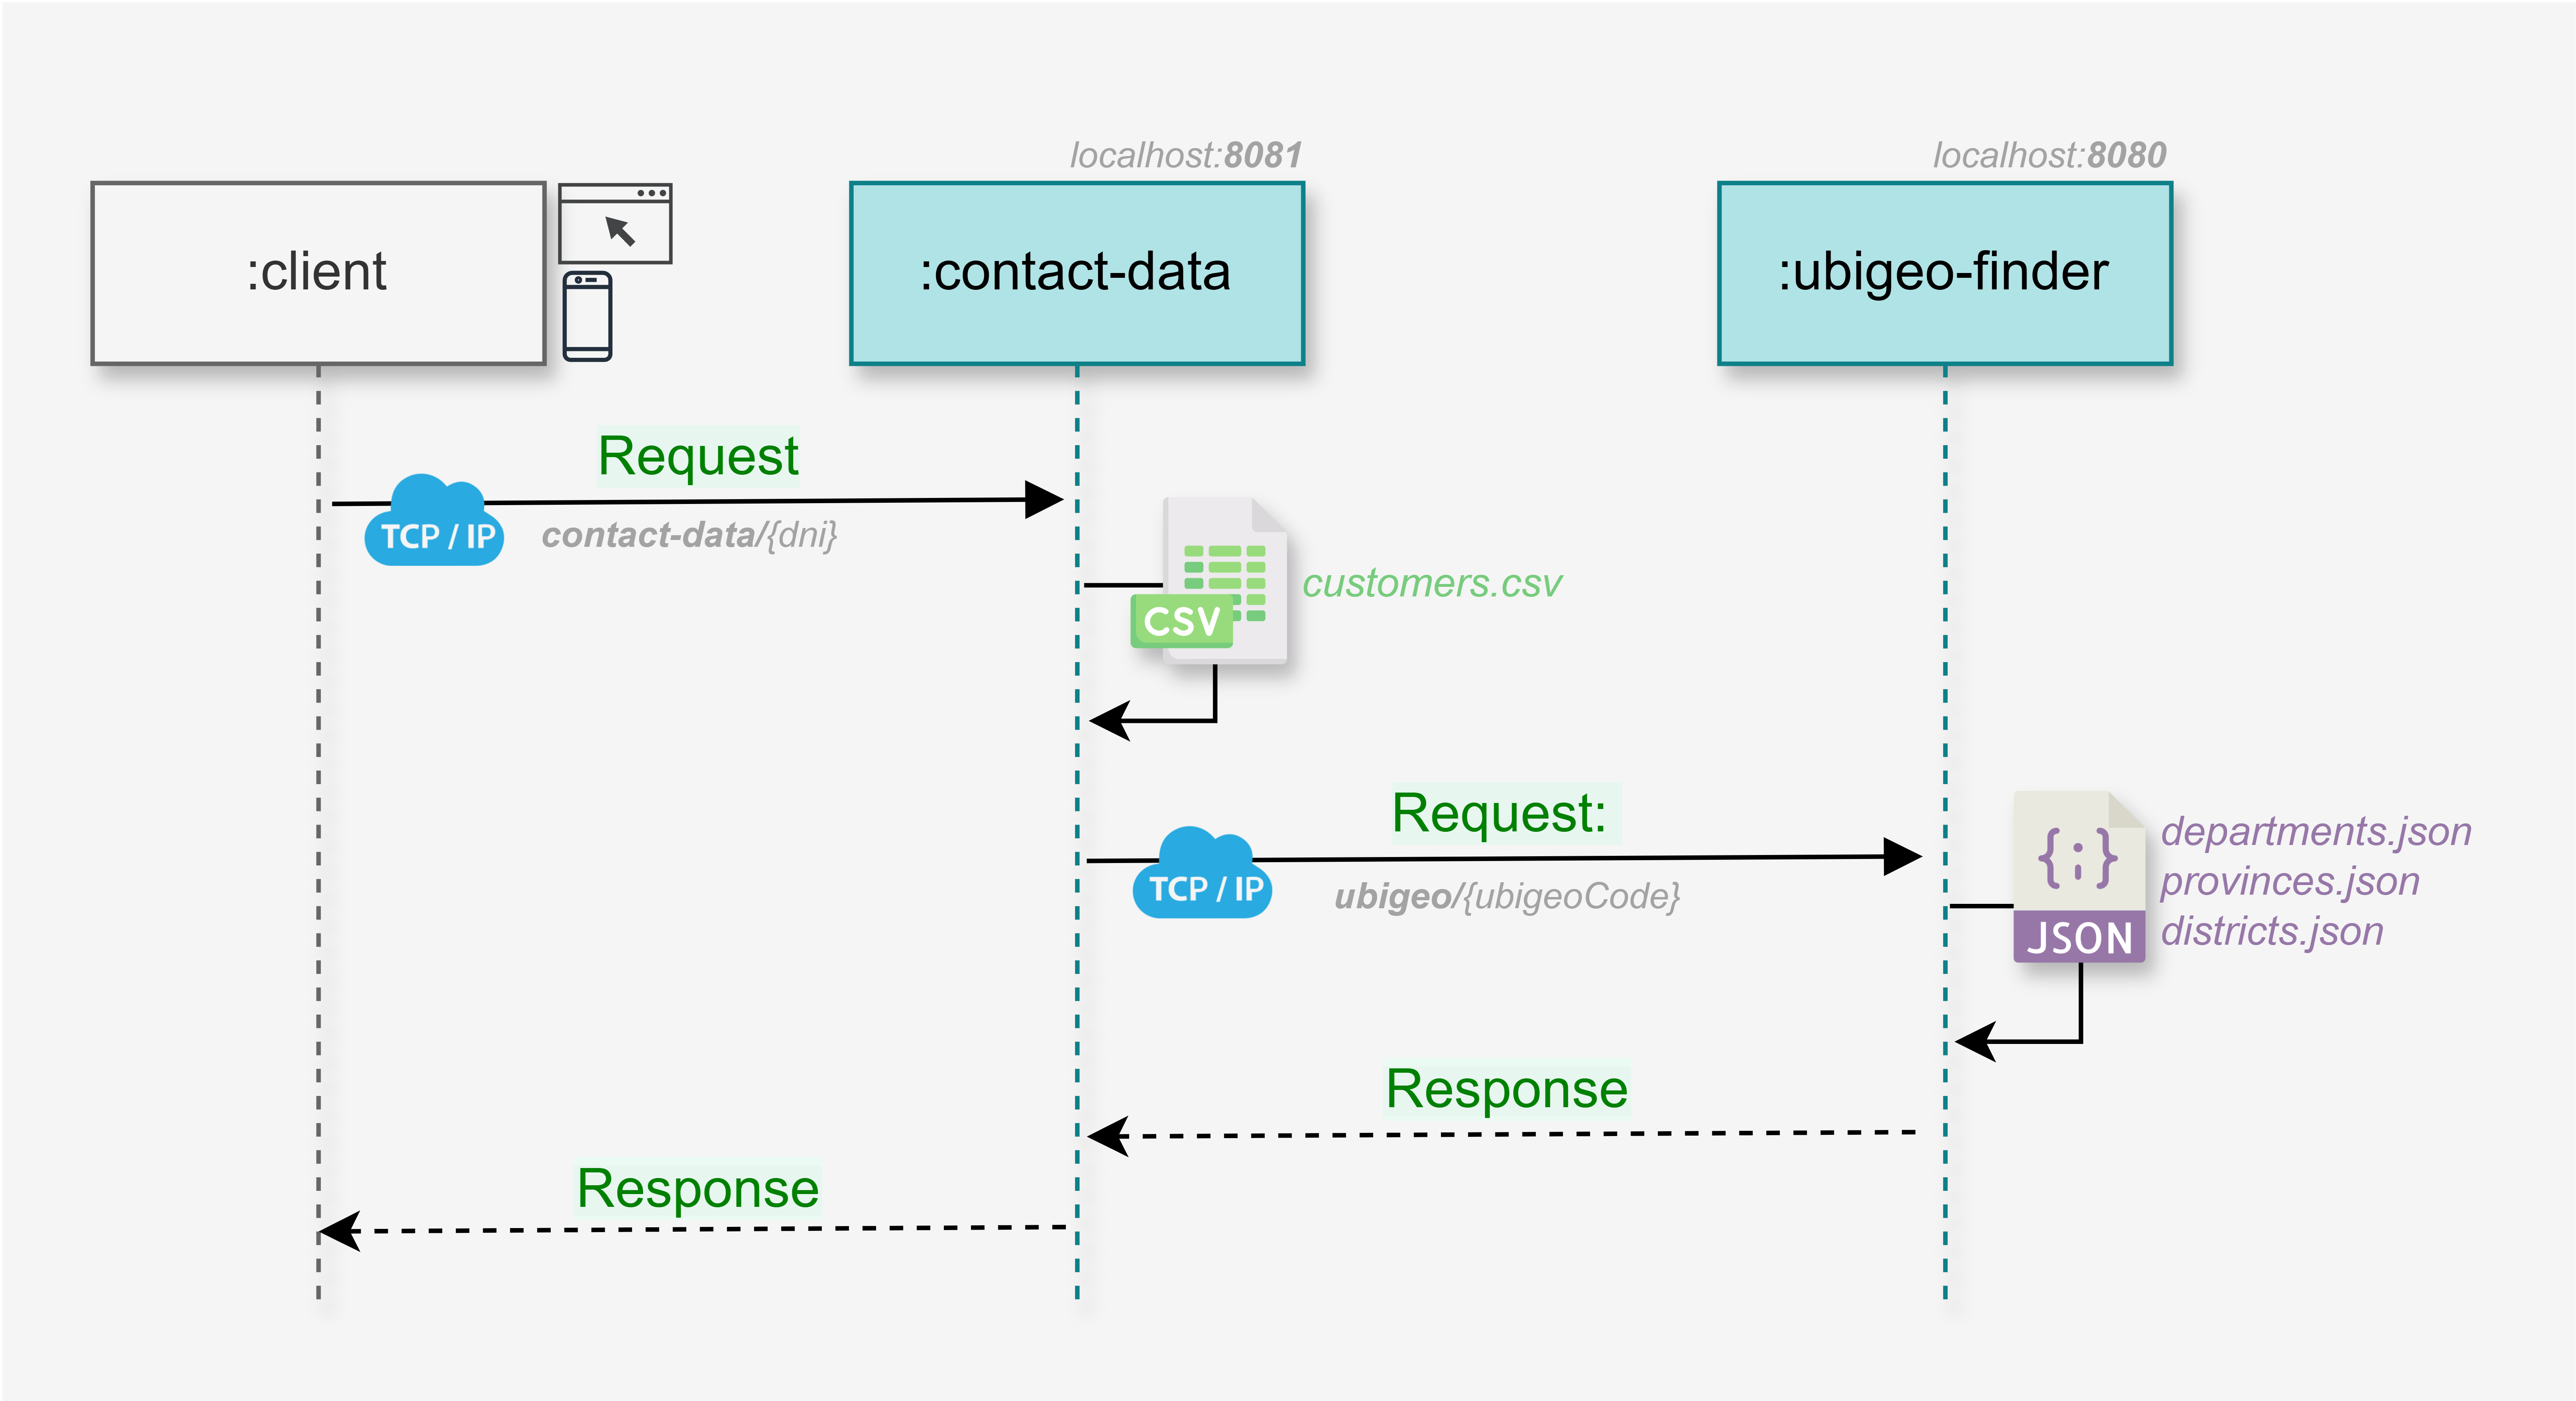 localhost:8081
localhost:8080
:client
:contact-data
:ubigeo-finder
Request
TCP / IP
contact-data/{dni}
customers.csv
CSV
Request:
TCP / IP
ubigeo/{ubigeoCode}
departments.json
provinces.json
districts.json
{;}
JSON
Response
Response